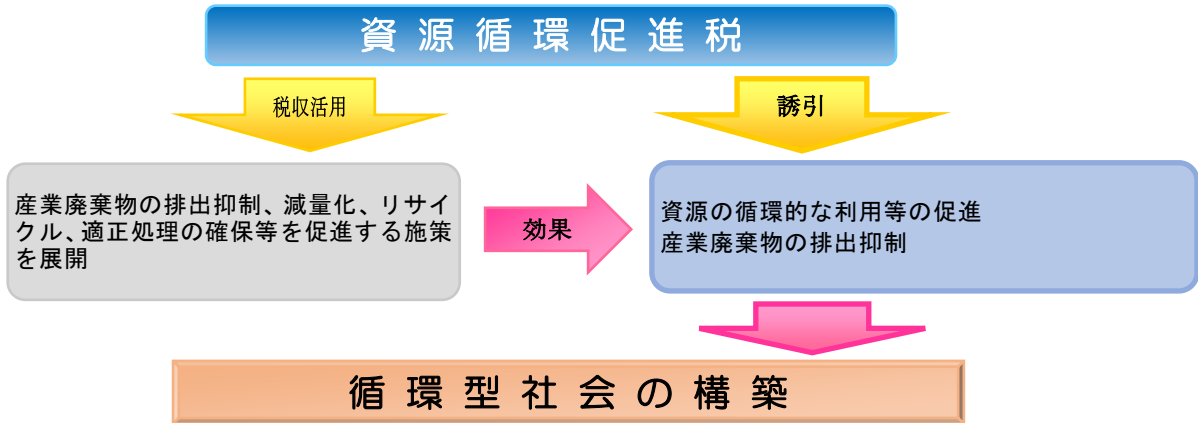 資源循環促進税
税収活用
誘引
産業廃棄物の排出抑制、減量化、リサイ
クル、適正処理の確保等を促進する施策
を展開
効果
資源の循環的な利用等の促進
産業廃棄物の排出抑制
循環型社会の構築